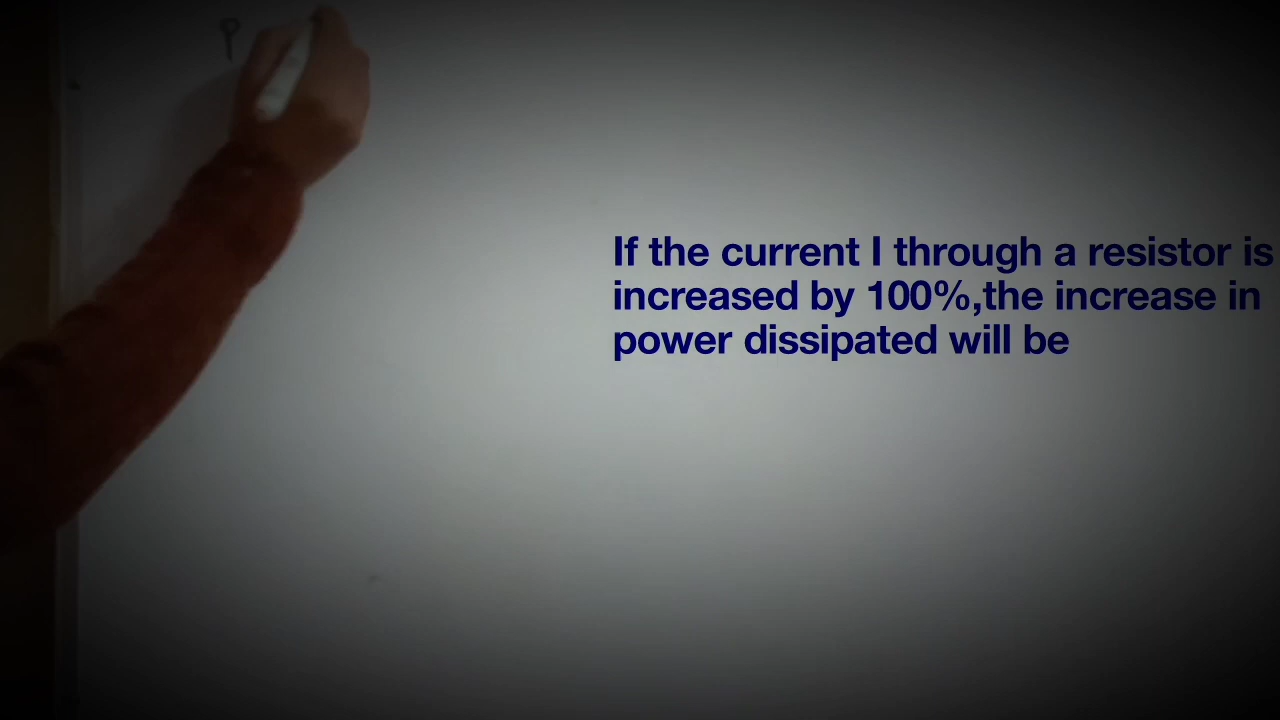 If the current I through a resistor is
increased by 100%,the increase in
power dissipated will be